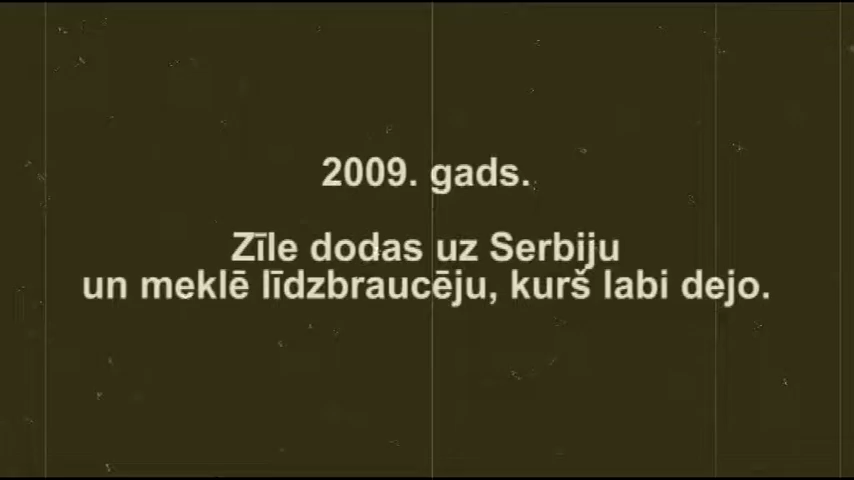 2009. gads.
Zīle dodas uz Serbiju
un meklē līdzbraucēju, kurš labi dejo.